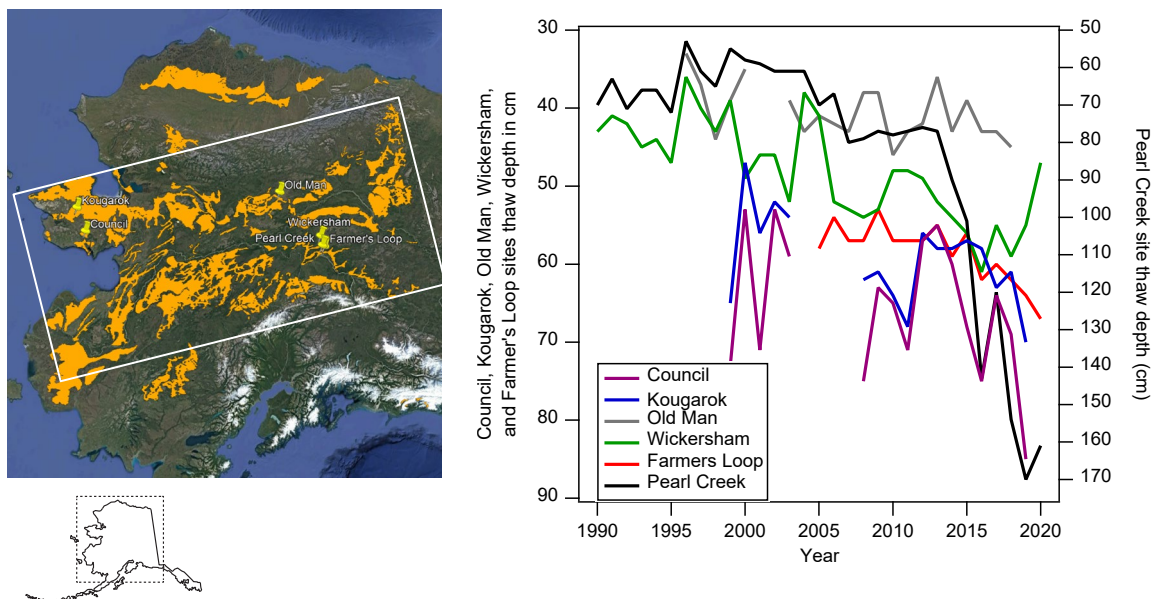 Old Man
Kougarok
Council
Wickersham
Pearl Creek
Farmer's Loop
Council, Kougarok, Old Man, Wickersham,
and Farmer's Loop sites thaw depth in cm
30
40
50
60
70
80
90
Council
Kougarok
Old Man
Wickersham
Farmers Loop
Pearl Creek
1990
1995
2000
2005
2010
2015
2020
Year
50
60
70
80
90
100
110
120
130
140
150
160
170
Pearl Creek site thaw depth (cm)